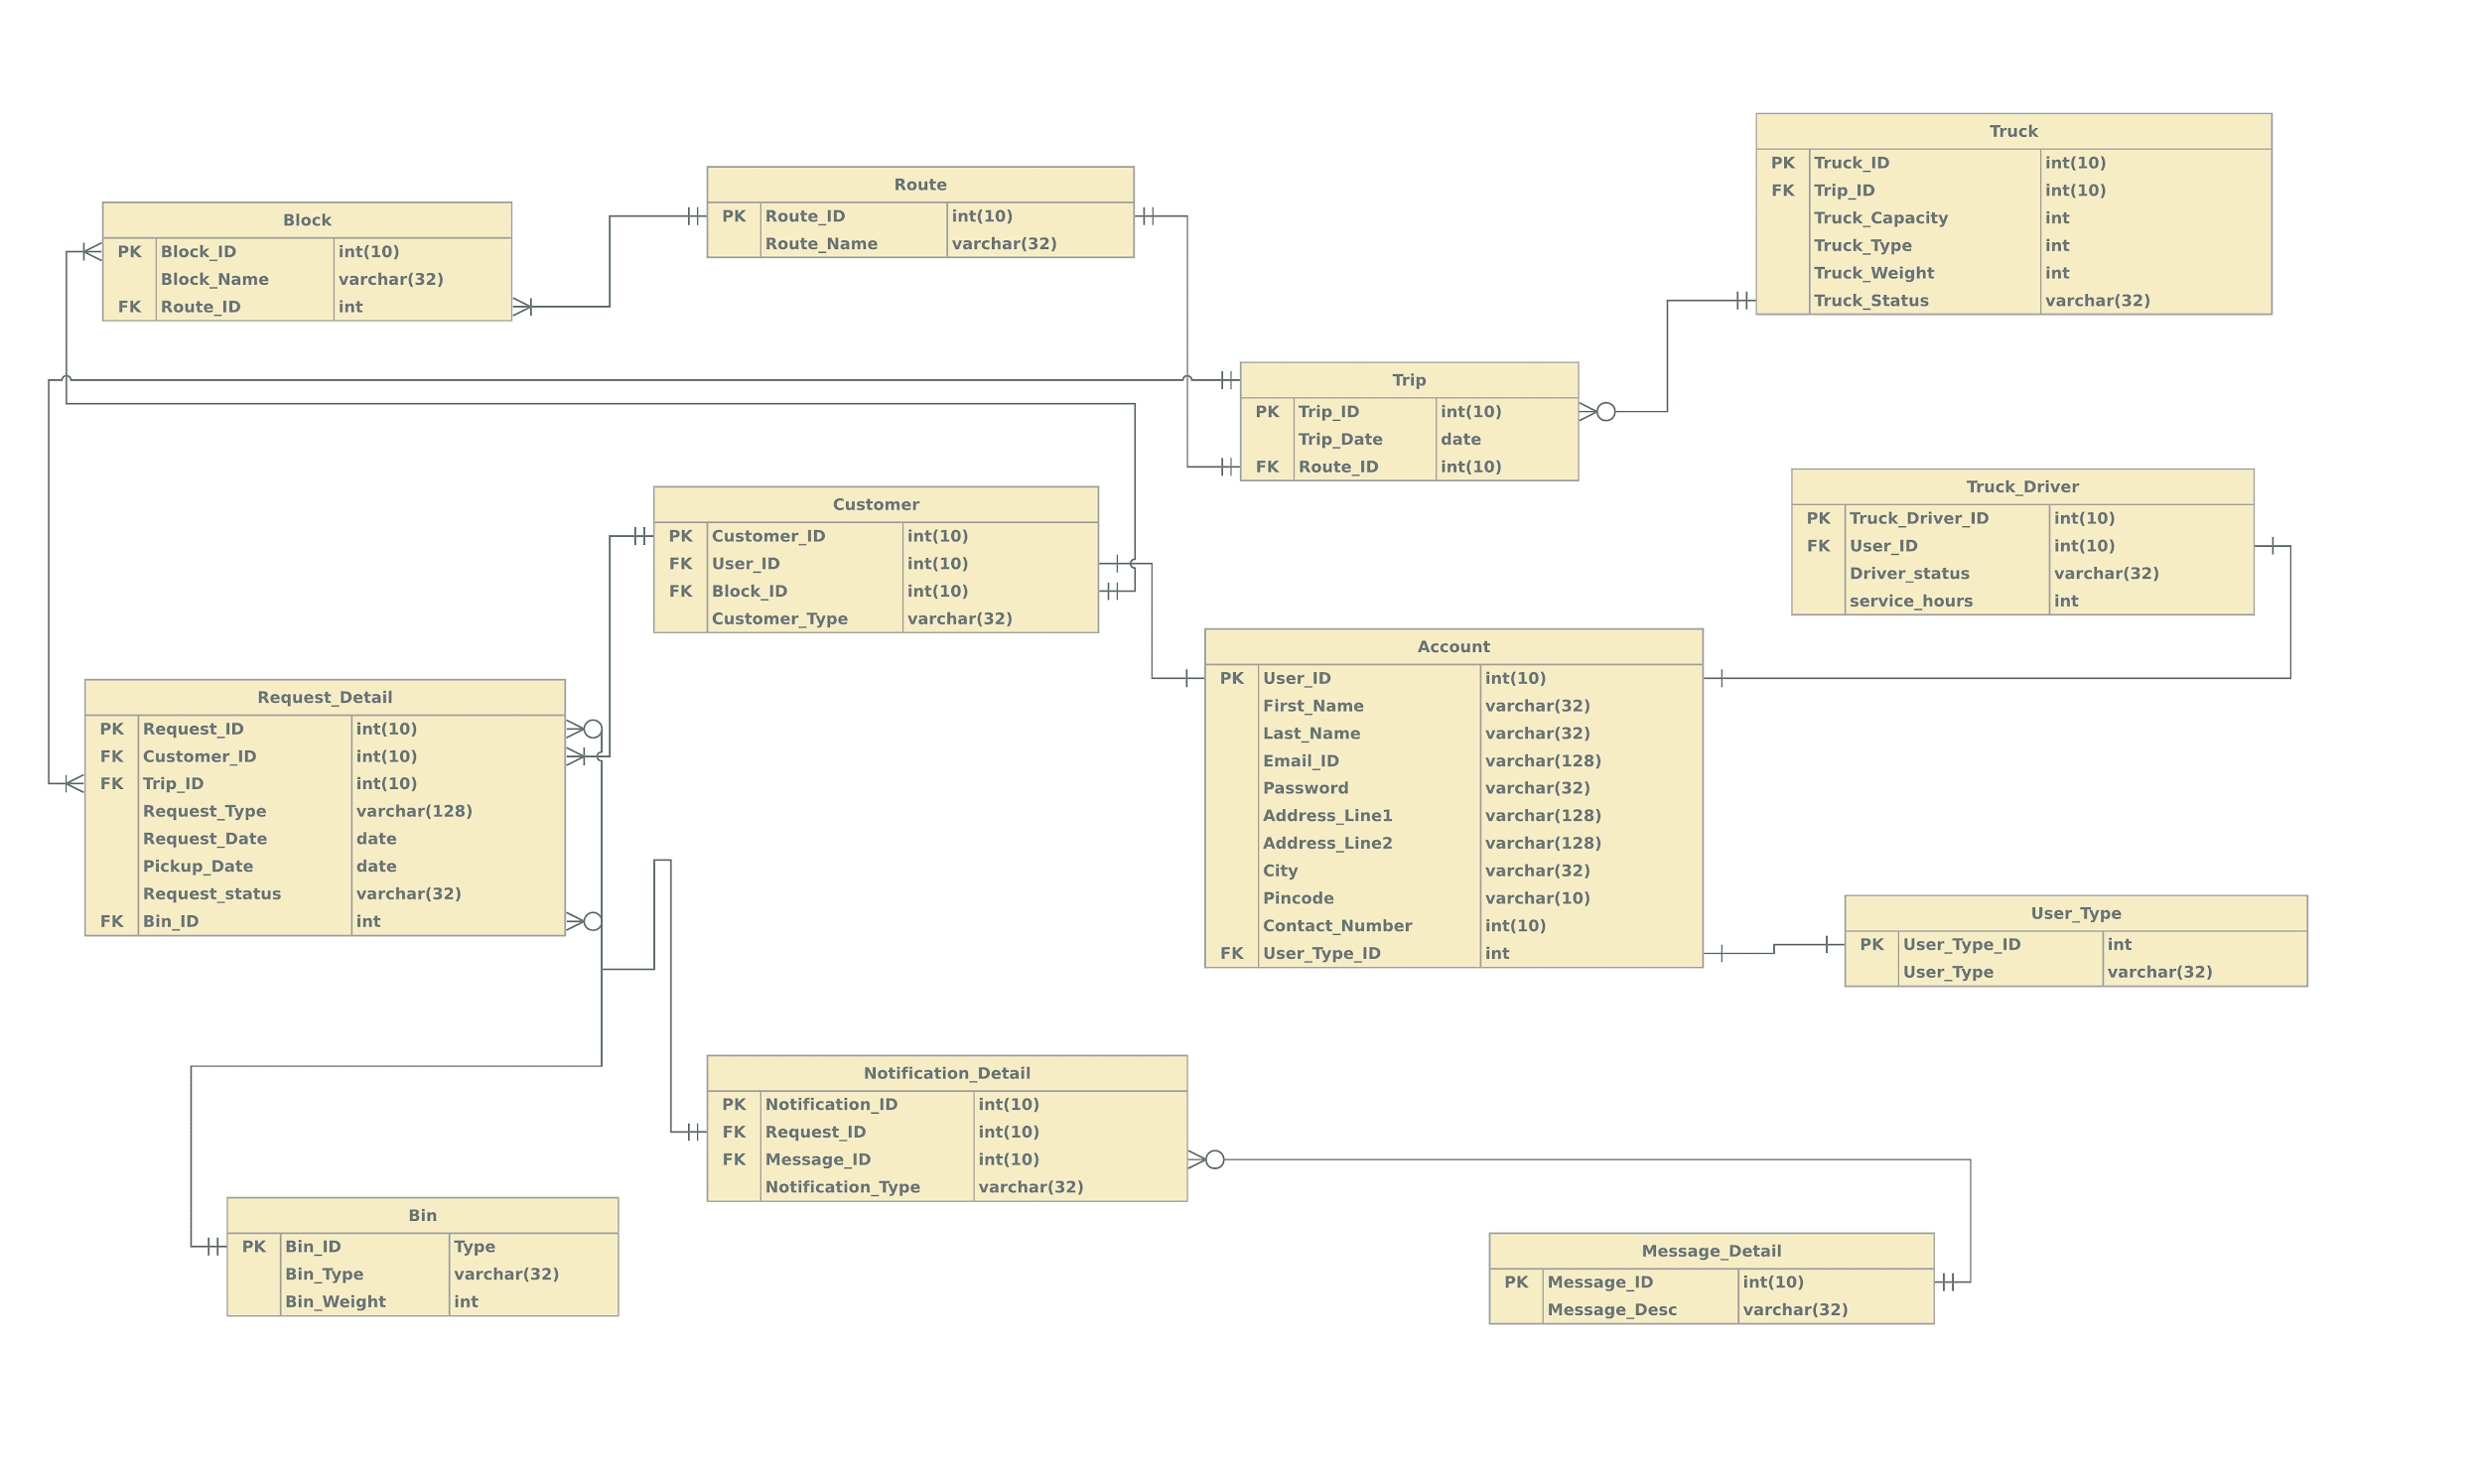 Truck
PK Truck_ID int(10)
FK Trip_ID int(10)
Truck_Capacity int
Truck_Type int
Truck_Weight int
Truck_Status varchar(32)
Route
PK Route_ID int(10)
Route_Name varchar(32)
Block
PK Block_ID int(10)
Block_Name varchar(32)
FK Route_ID int
Trip
PK Trip_ID int(10)
Trip_Date date
FK Route_ID int(10)
Truck_Driver
PK Truck_Driver_ID int(10)
FK User_ID int(10)
Driver_status varchar(32)
service_hours int
Customer
PK Customer_ID int(10)
FK User_ID int(10)
FK Block_ID int(10)
Customer_Type varchar(32)
Account
PK User_ID int(10)
First_Name varchar(32)
Last_Name varchar(32)
Email_ID varchar(128)
Password varchar(32)
Address_Line1 varchar(128)
Address_Line2 varchar(128)
City varchar(32)
Pincode varchar(10)
Contact_Number int(10)
FK User_Type_ID int
Request_Detail
PK Request_ID int(10)
FK Customer_ID int(10)
FK Trip_ID int(10)
Request_Type varchar(128)
Request_Date date
Pickup_Date date
Request_status varchar(32)
FK Bin_ID int
User_Type
PK User_Type_ID int
User_Type varchar(32)
Notification_Detail
PK Notification_ID int(10)
FK Request_ID int(10)
FK Message_ID int(10)
Notification_Type varchar(32)
Bin
PK Bin_ID Type
Bin_Type varchar(32)
Bin_Weight int
Message_Detail
PK Message_ID int(10)
Message_Desc varchar(32)